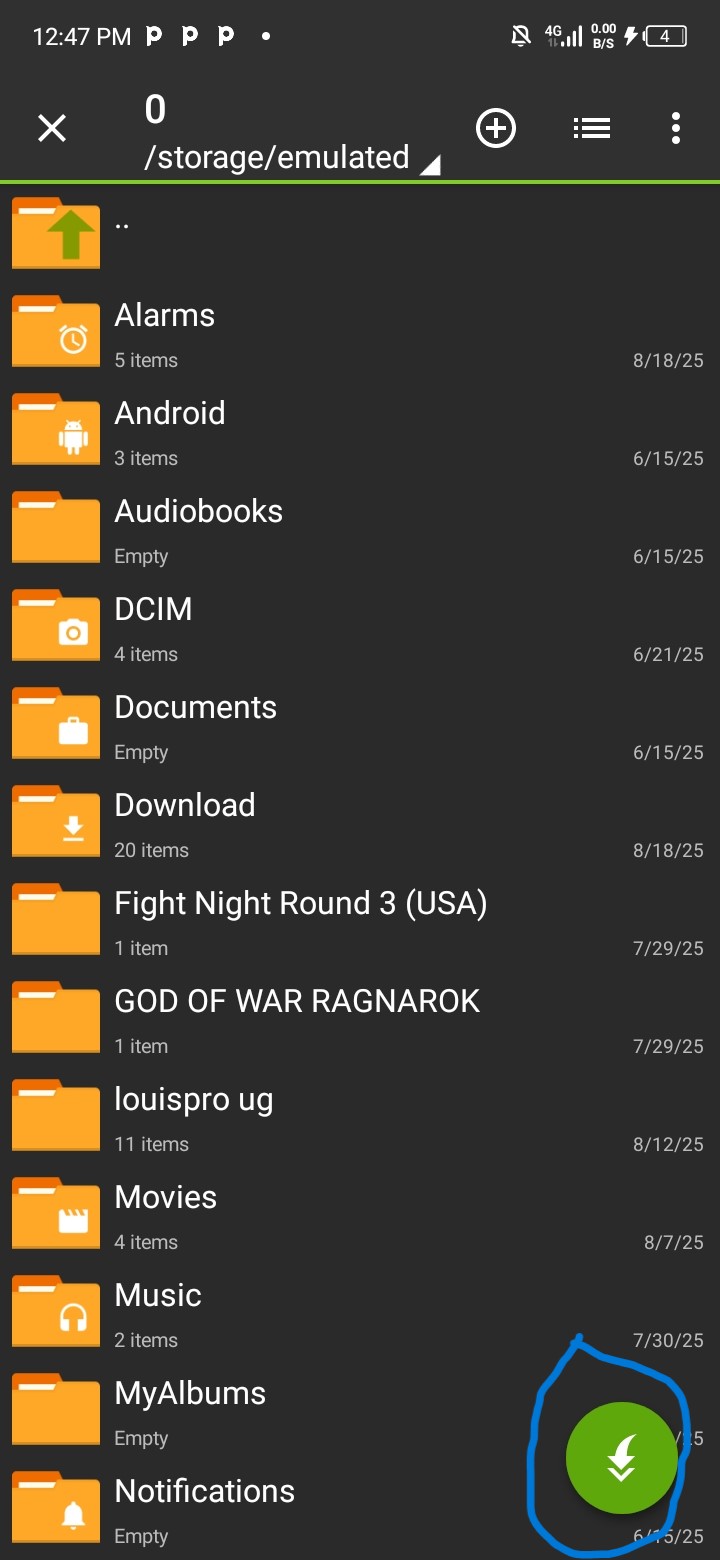 12:47 PM
4G
0.00
B/S
4
0
/storage/emulated
..
Alarms
5 items
8/18/25
Android
3 items
6/15/25
Audiobooks
Empty
6/15/25
DCIM
4 items
6/21/25
Documents
Empty
6/15/25
Download
20 items
8/18/25
Fight Night Round 3 (USA)
1 item
7/29/25
GOD OF WAR RAGNAROK
1 item
7/29/25
louispro ug
11 items
8/12/25
Movies
4 items
8/7/25
Music
2 items
7/30/25
MyAlbums
Empty
/25
Notifications
Empty
6/15/25